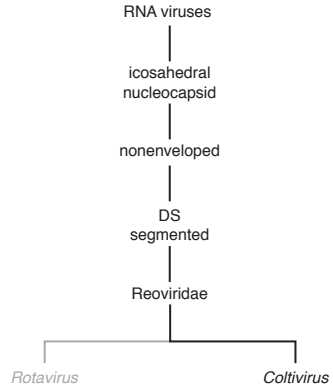 RNA viruses
icosahedral
nucleocapsid
nonenveloped
DS
segmented
Reoviridae
Rotavirus
Coltivirus